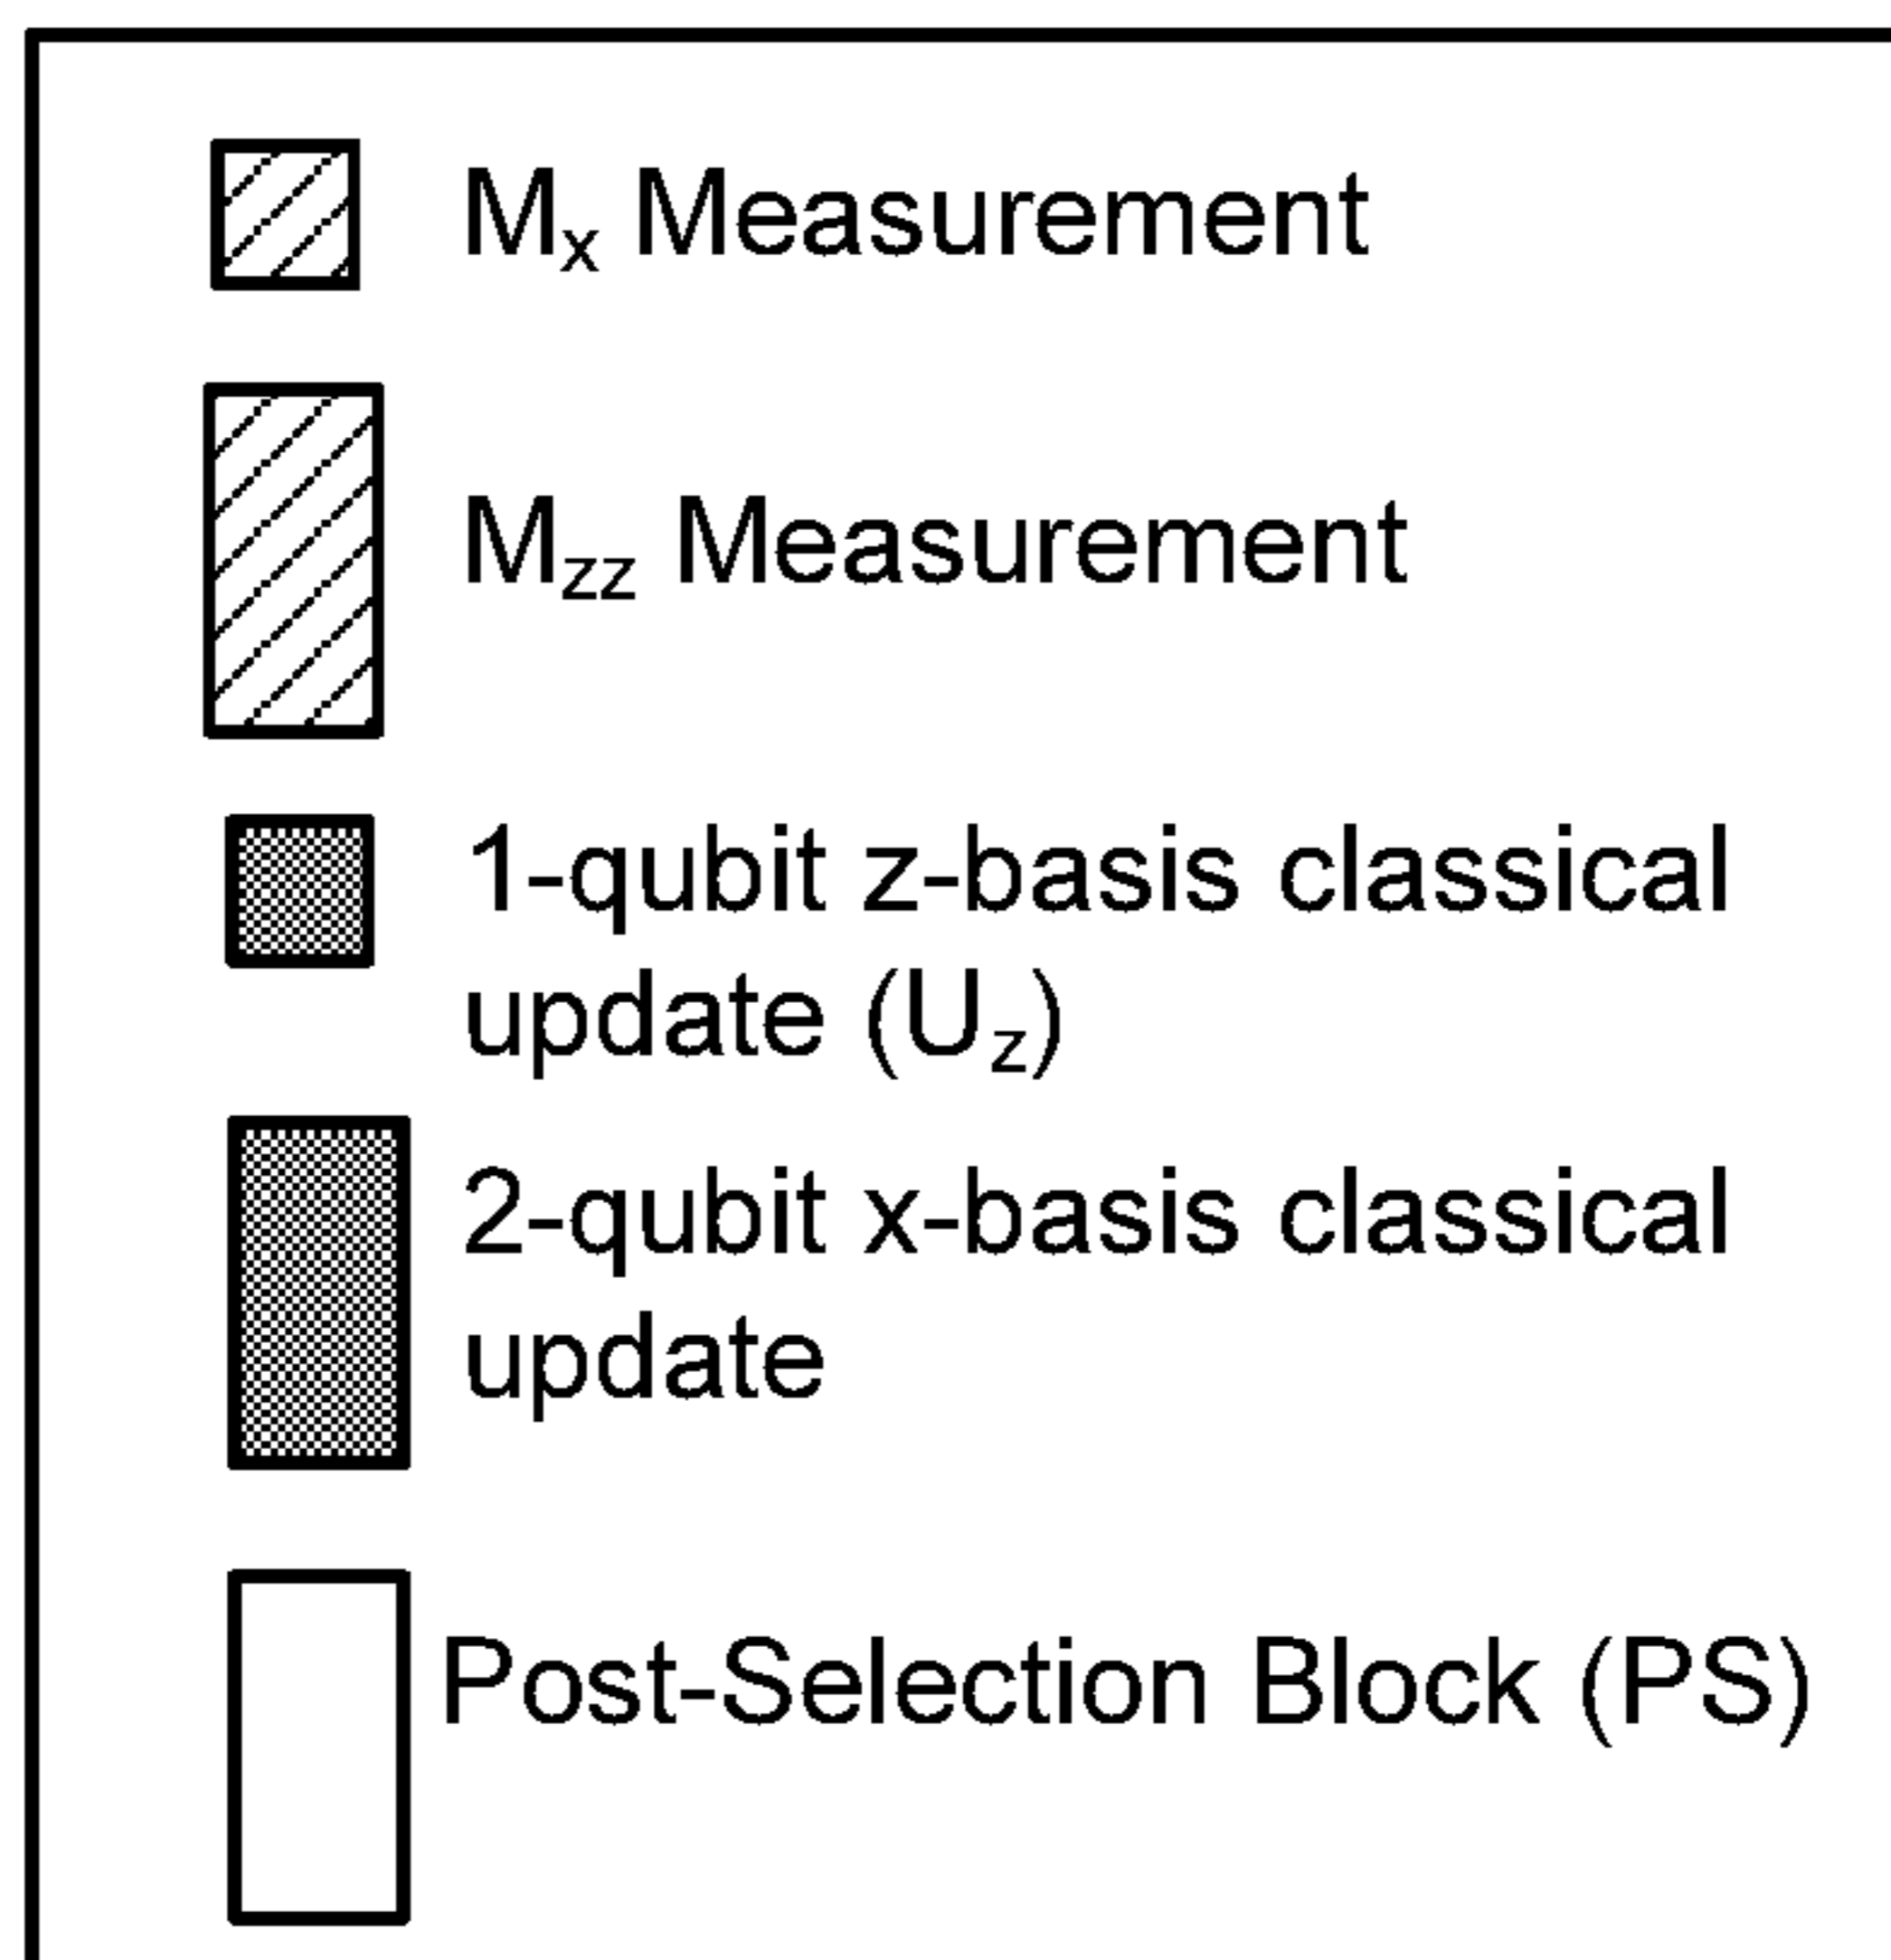 Mx Measurement
Mzz Measurement
1-qubit z-basis classical
update (Uz)
2-qubit x-basis classical
update
Post-Selection Block (PS)